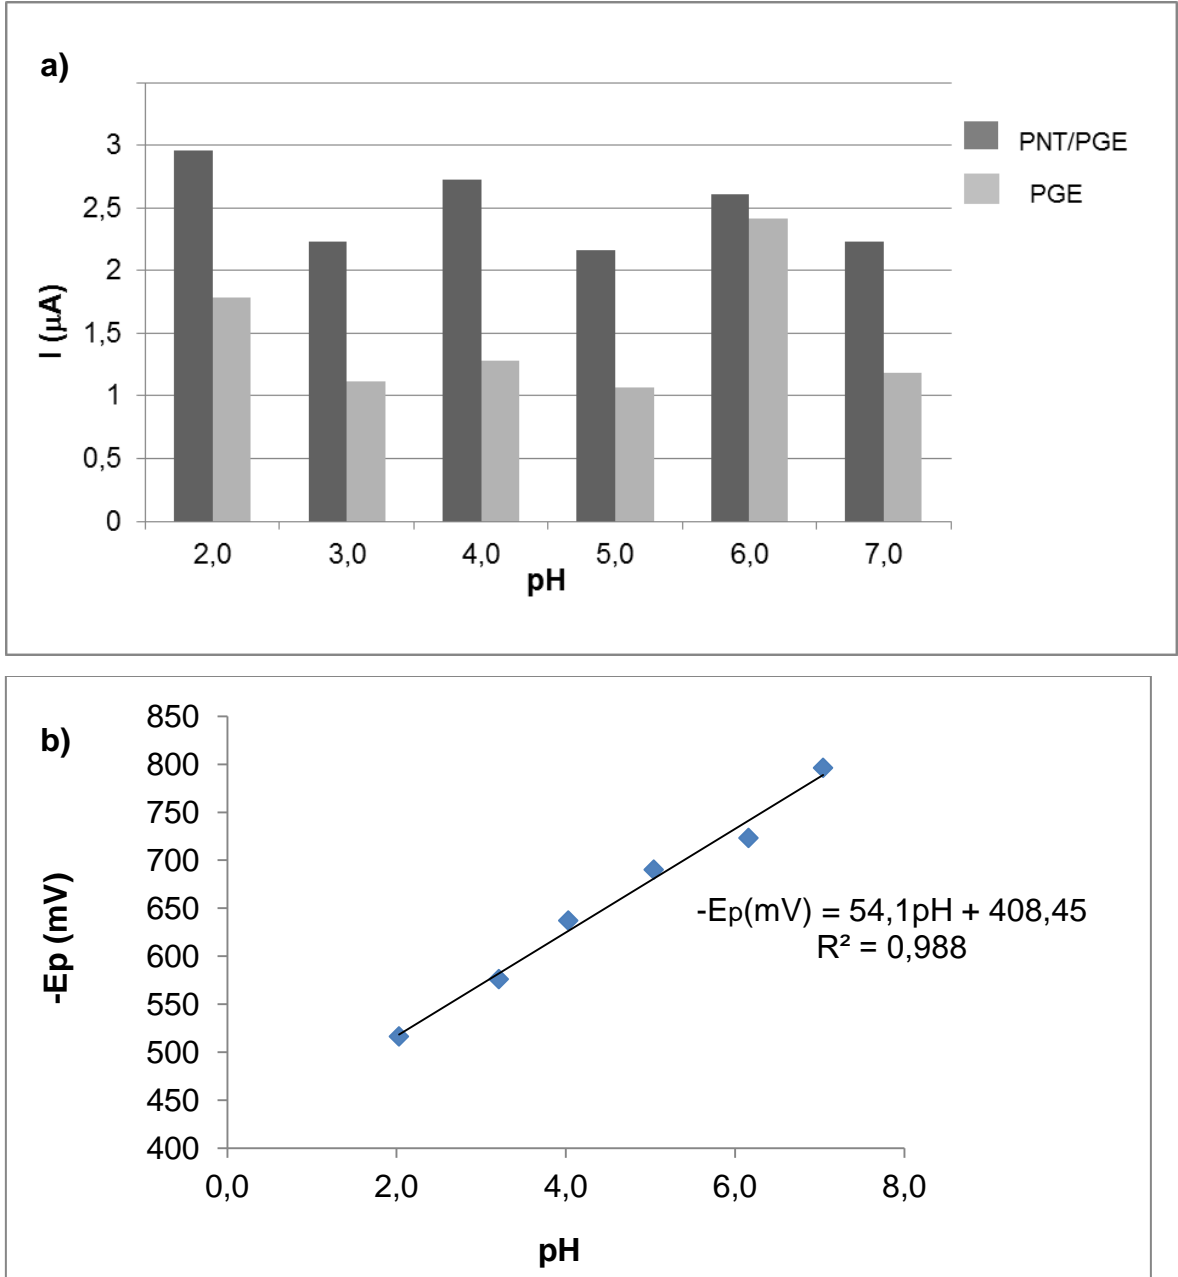 a)
PNT/PGE
PGE
I (μA)
3
2,5
2
1,5
1
0,5
0
2,0 3,0 4,0 5,0 6,0 7,0
pH
b)
-Ep (mV)
850
800
750
700
650
600
550
500
450
400
-Ep(mV) = 54,1pH + 408,45
R² = 0,988
0,0 2,0 4,0 6,0 8,0
pH